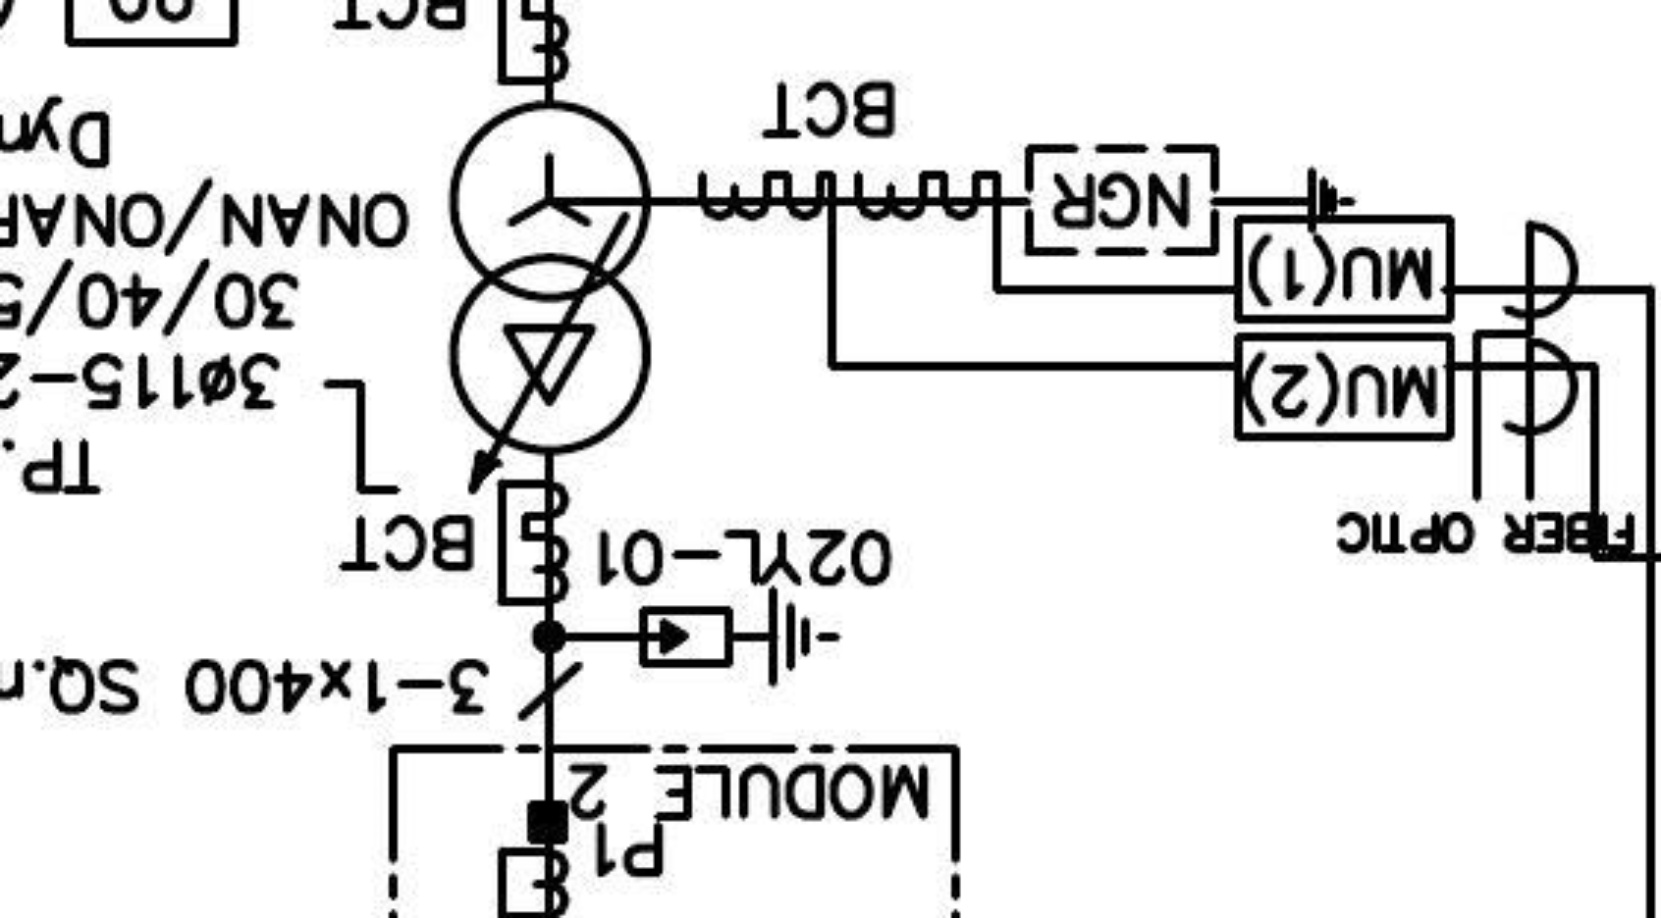 P1
MODULE 2
3-1x400 SQ.m
02YL-01
BCT
FIBER OPTIC
TP.
3ø115-2
MU(2)
30/40/5
MU(1)
ONAN/ONAF
NGR
Dyn
BCT
BCT